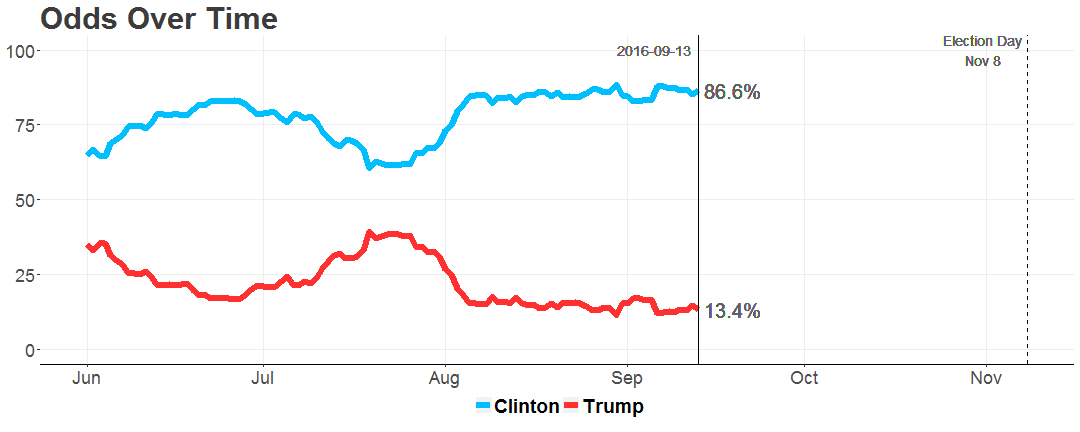 Odds Over Time
100
75
50
25
0
2016-09-13
Election Day
Nov 8
86.6%
13.4%
Jun Jul Aug Sep Oct Nov
Clinton Trump